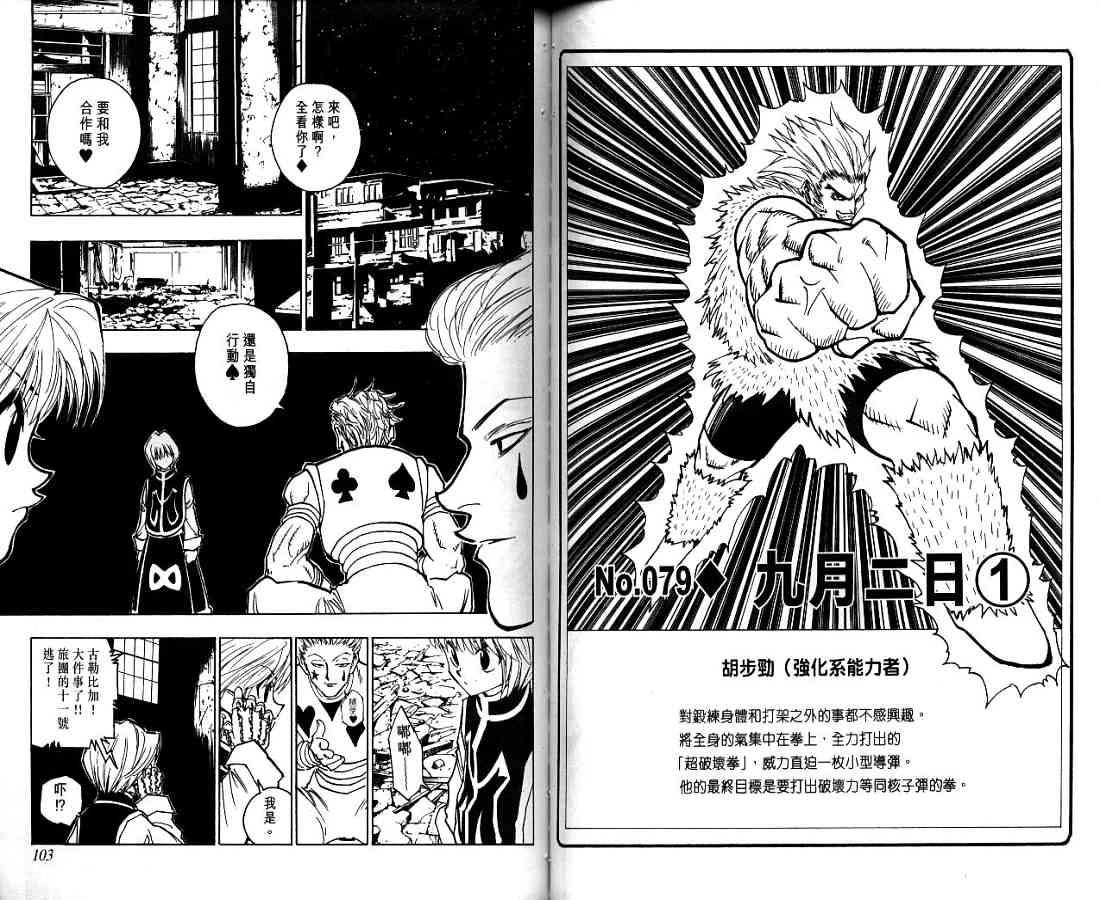 No.079◆ 九月二日①
胡步勁（強化系能力者）
對鍛練身體和打架之外的事都不感興趣。
將全身的氣集中在拳上，全力打出的
「超破壞拳」，威力直迫一枚小型導彈。
他的最終目標是要打出破壞力等同核子彈的拳。
來吧，
怎樣啊？
全看你了♦
要和我
合作嗎♥
還是獨自
行動♠
嘟嘟
我是。
古勒比加！
大件事了!!
旅團的十一號
逃了！
吓!?
103